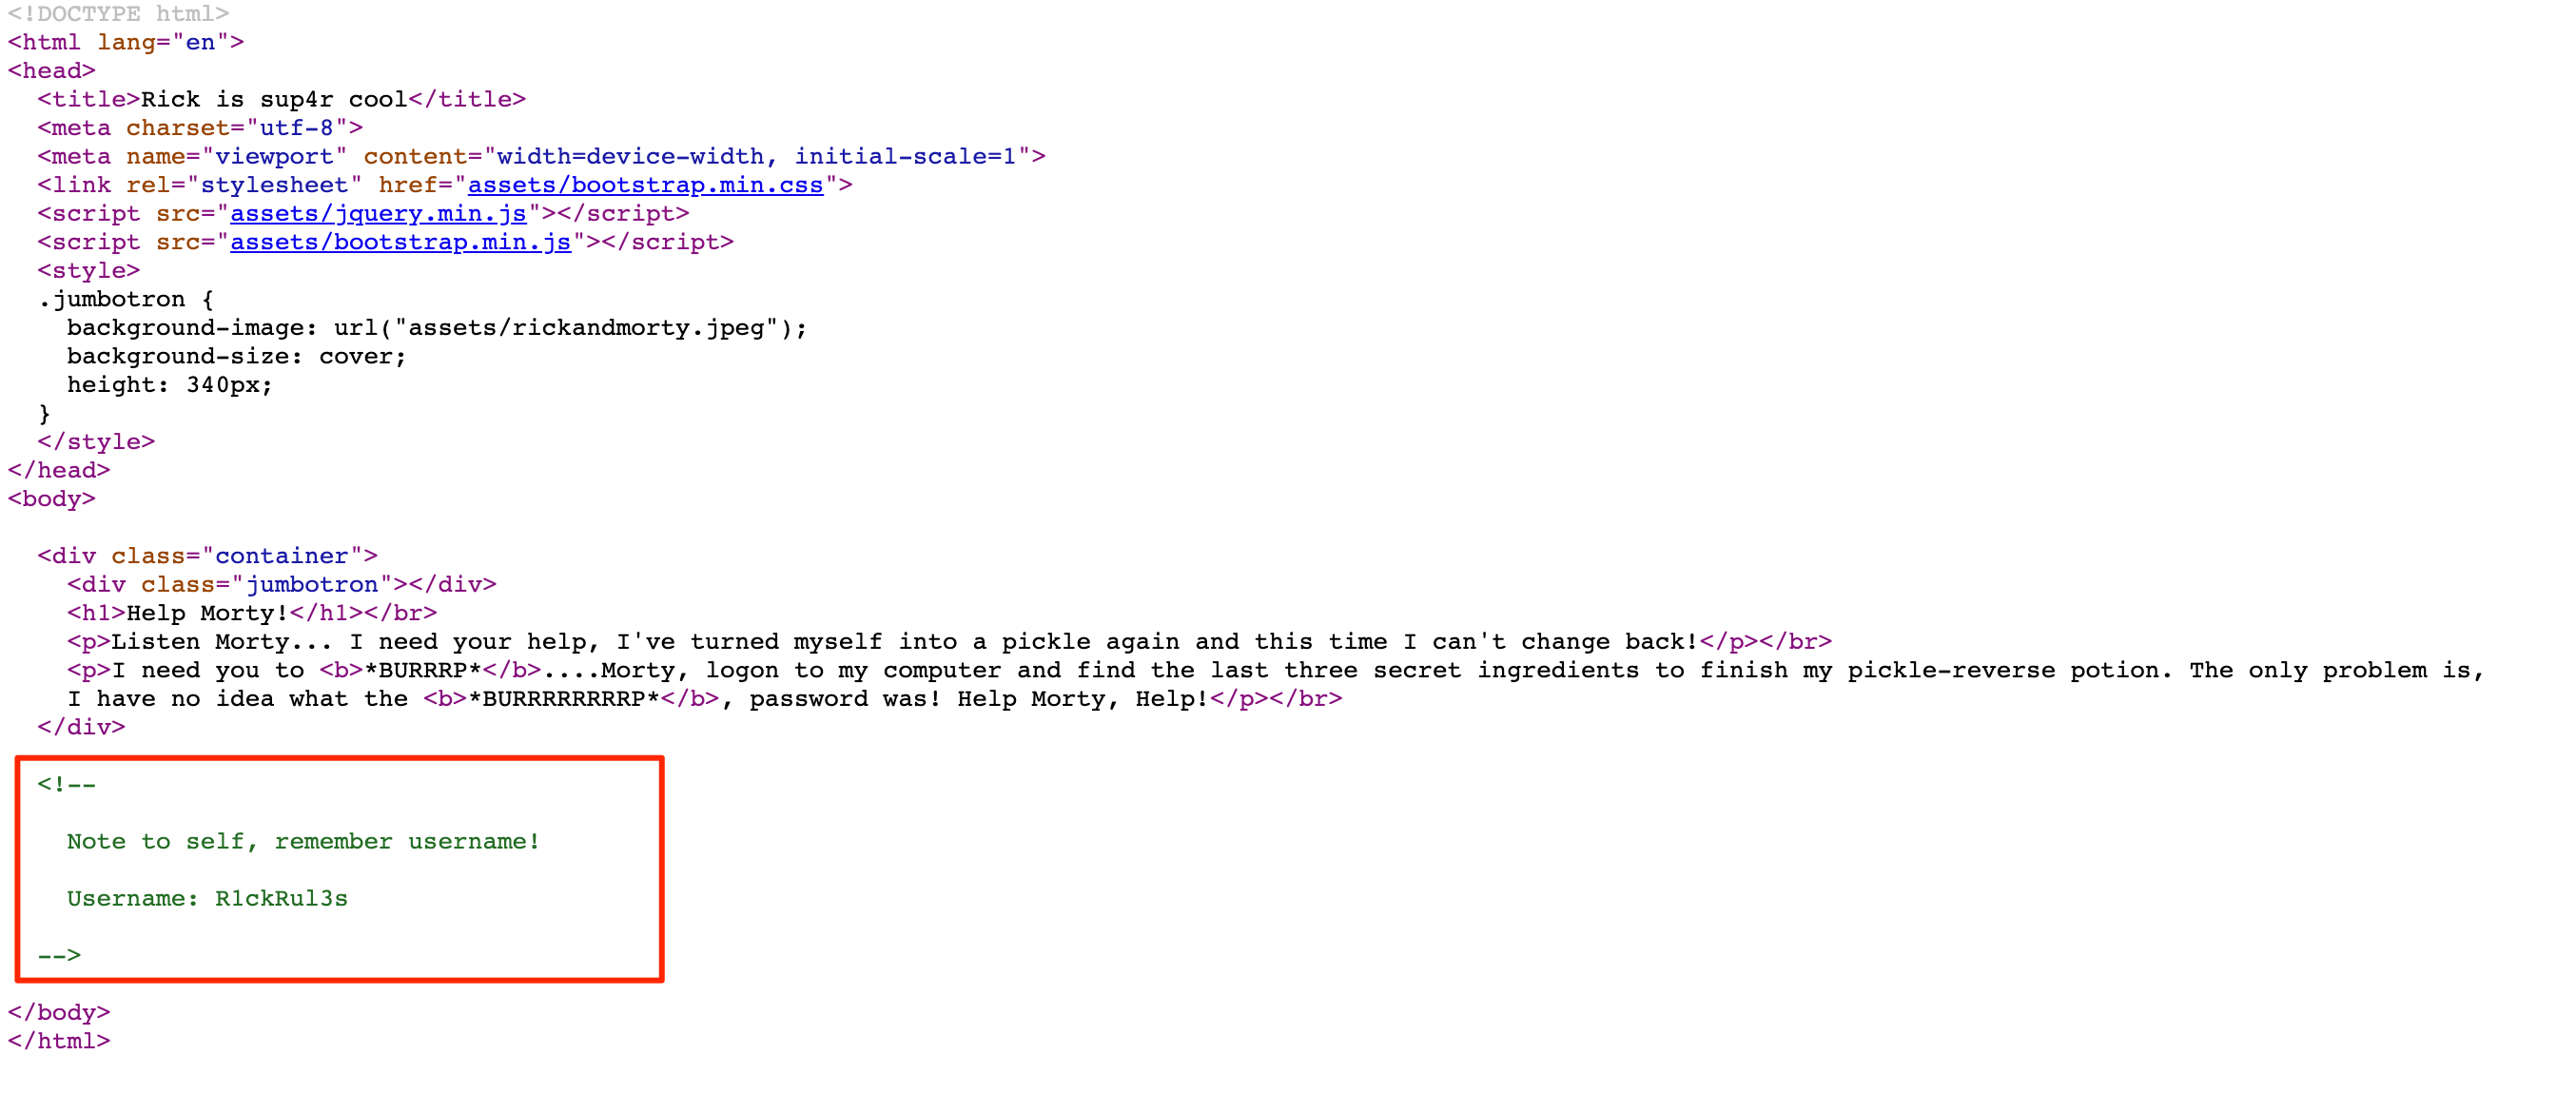 <!DOCTYPE html>
<html lang="en">
<head>
  <title>Rick is sup4r cool</title>
  <meta charset="utf-8">
  <meta name="viewport" content="width=device-width, initial-scale=1">
  <link rel="stylesheet" href="assets/bootstrap.min.css">
  <script src="assets/jquery.min.js"></script>
  <script src="assets/bootstrap.min.js"></script>
  <style>
  .jumbotron {
    background-image: url("assets/rickandmorty.jpeg");
    background-size: cover;
    height: 340px;
  }
  </style>
</head>
<body>
  <div class="container">
    <div class="jumbotron"></div>
    <h1>Help Morty!</h1></br>
    <p>Listen Morty... I need your help, I've turned myself into a pickle again and this time I can't change back!</p></br>
    <p>I need you to <b>*BURRRP*</b>....Morty, logon to my computer and find the last three secret ingredients to finish my pickle-reverse potion. The only problem is,
    I have no idea what the <b>*BURRRRRRRRP*</b>, password was! Help Morty, Help!</p></br>
  </div>
  <!--
    Note to self, remember username!
    Username: R1ckRul3s
  -->
</body>
</html>